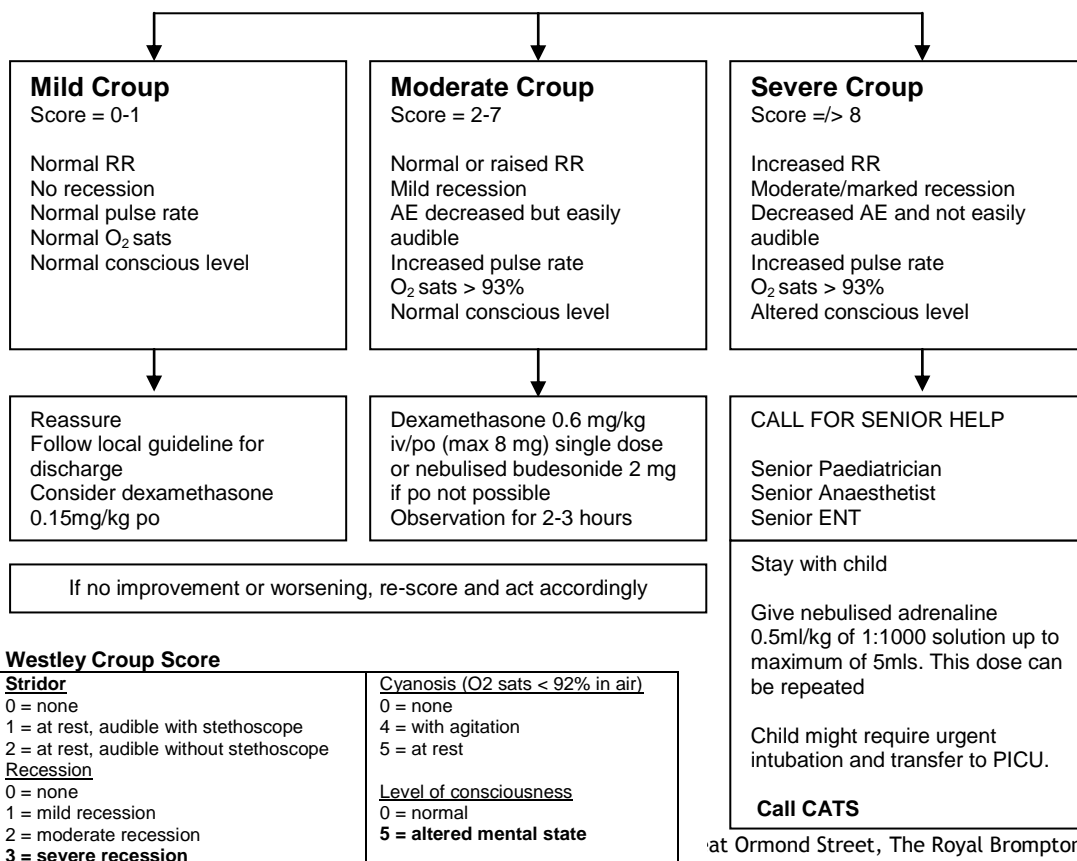 Mild Croup
Score = 0-1
Normal RR
No recession
Normal pulse rate
Normal O2 sats
Normal conscious level
Moderate Croup
Score = 2-7
Normal or raised RR
Mild recession
AE decreased but easily
audible
Increased pulse rate
O2 sats > 93%
Normal conscious level
Severe Croup
Score =/> 8
Increased RR
Moderate/marked recession
Decreased AE and not easily
audible
Increased pulse rate
O2 sats > 93%
Altered conscious level
Reassure
Follow local guideline for
discharge
Consider dexamethasone
0.15mg/kg po
Dexamethasone 0.6 mg/kg
iv/po (max 8 mg) single dose
or nebulised budesonide 2 mg
if po not possible
Observation for 2-3 hours
CALL FOR SENIOR HELP
Senior Paediatrician
Senior Anaesthetist
Senior ENT
Stay with child
Give nebulised adrenaline
0.5ml/kg of 1:1000 solution up to
maximum of 5mls. This dose can
be repeated
Child might require urgent
intubation and transfer to PICU.
Call CATS
If no improvement or worsening, re-score and act accordingly
Westley Croup Score
Stridor
0 = none
1 = at rest, audible with stethoscope
2 = at rest, audible without stethoscope
Recession
0 = none
1 = mild recession
2 = moderate recession
3 = severe recession
Cyanosis (O2 sats < 92% in air)
0 = none
4 = with agitation
5 = at rest
Level of consciousness
0 = normal
5 = altered mental state
at Ormond Street, The Royal Brompton